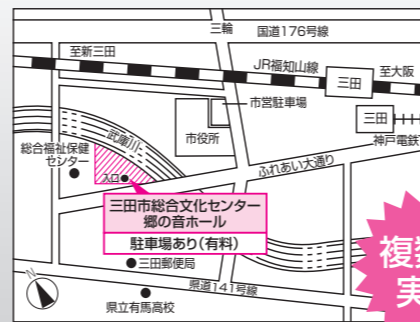 三輪
国道176号線
至新三田
JR福知山線
三田
至大阪
市営駐車場
三田
市役所
神戸電鉄
武庫川
総合福祉保健
センター
ふれあい大通り
入口
三田市総合文化センター
郷の音ホール
駐車場あり(有料)
三田郵便局
県道141号線
N
県立有馬高校
複
実